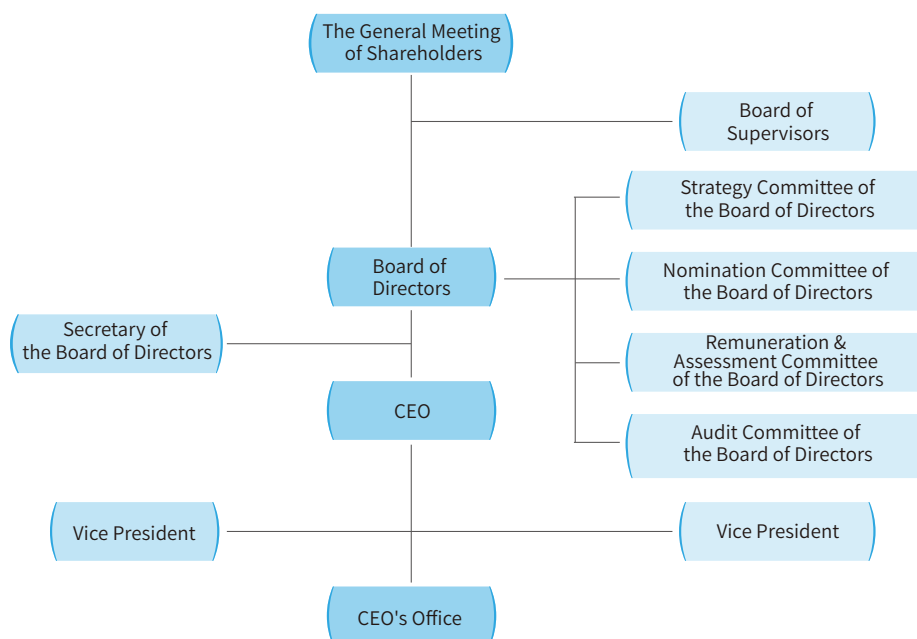 The General Meeting
of Shareholders
Board of
Supervisors
Strategy Committee of
the Board of Directors
Board of
Directors
Nomination Committee of
the Board of Directors
Secretary of
the Board of Directors
Remuneration &
Assessment Committee
of the Board of Directors
CEO
Audit Committee of
the Board of Directors
Vice President
Vice President
CEO's Office